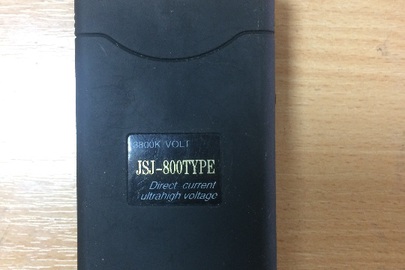 3800K VOLT
JSJ-800TYPE
Direct current
ultrahigh voltage